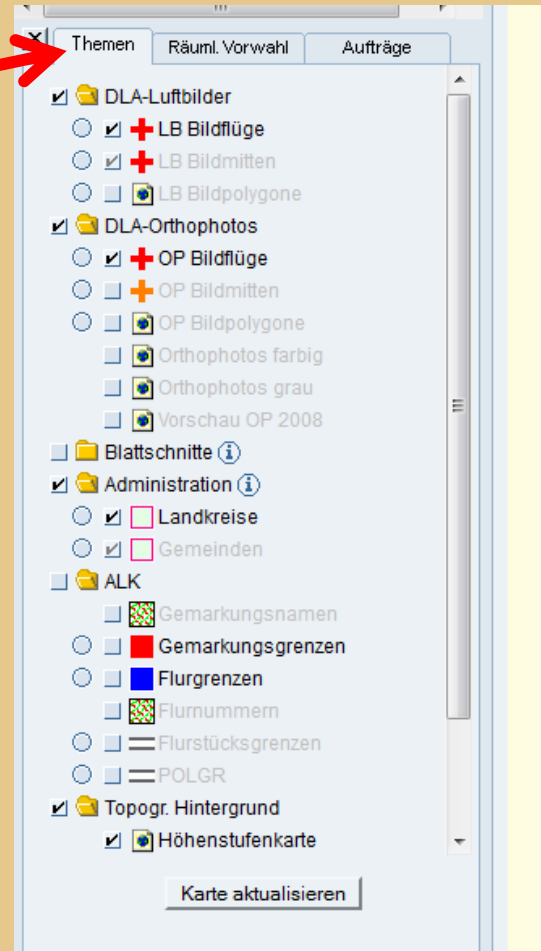 Themen Räuml. Vorwahl Aufträge
DLA-Luftbilder
LB Bildflüge
LB Bildmitten
LB Bildpolygone
DLA-Orthophotos
OP Bildflüge
OP Bildmitten
OP Bildpolygone
Orthophotos farbig
Orthophotos grau
Vorschau OP 2008
Blattschnitte i
Administration i
Landkreise
Gemeinden
ALK
Gemarkungsnamen
Gemarkungsgrenzen
Flurgrenzen
Flurnummern
Flurstücksgrenzen
POLGR
Topogr. Hintergrund
Höhenstufenkarte
Karte aktualisieren